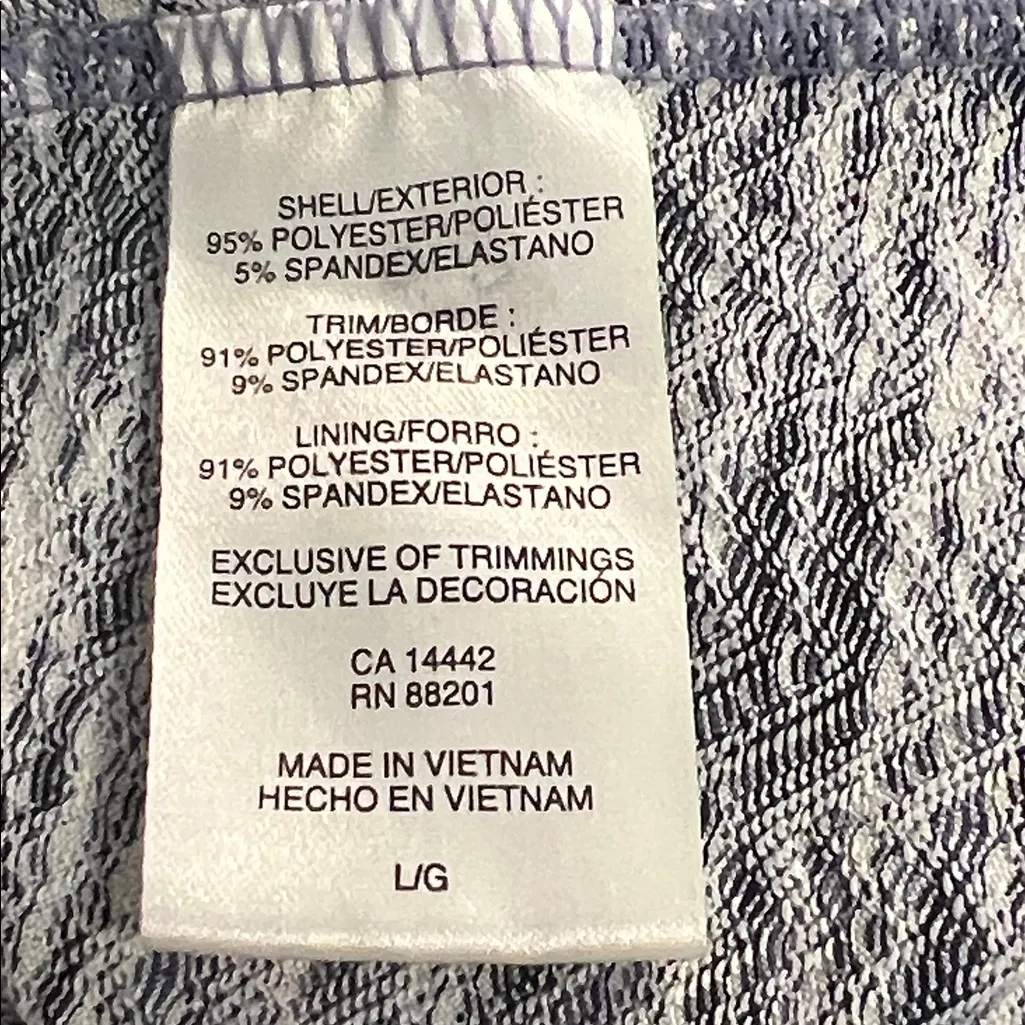 SHELL/EXTERIOR :
95% POLYESTER/POLIÉSTER
5% SPANDEX/ELASTANO
TRIM/BORDE :
91% POLYESTER/POLIÉSTER
9% SPANDEX/ELASTANO
LINING/FORRO :
91% POLYESTER/POLIÉSTER
9% SPANDEX/ELASTANO
EXCLUSIVE OF TRIMMINGS
EXCLUYE LA DECORACIÓN
CA 14442
RN 88201
MADE IN VIETNAM
HECHO EN VIETNAM
L/G